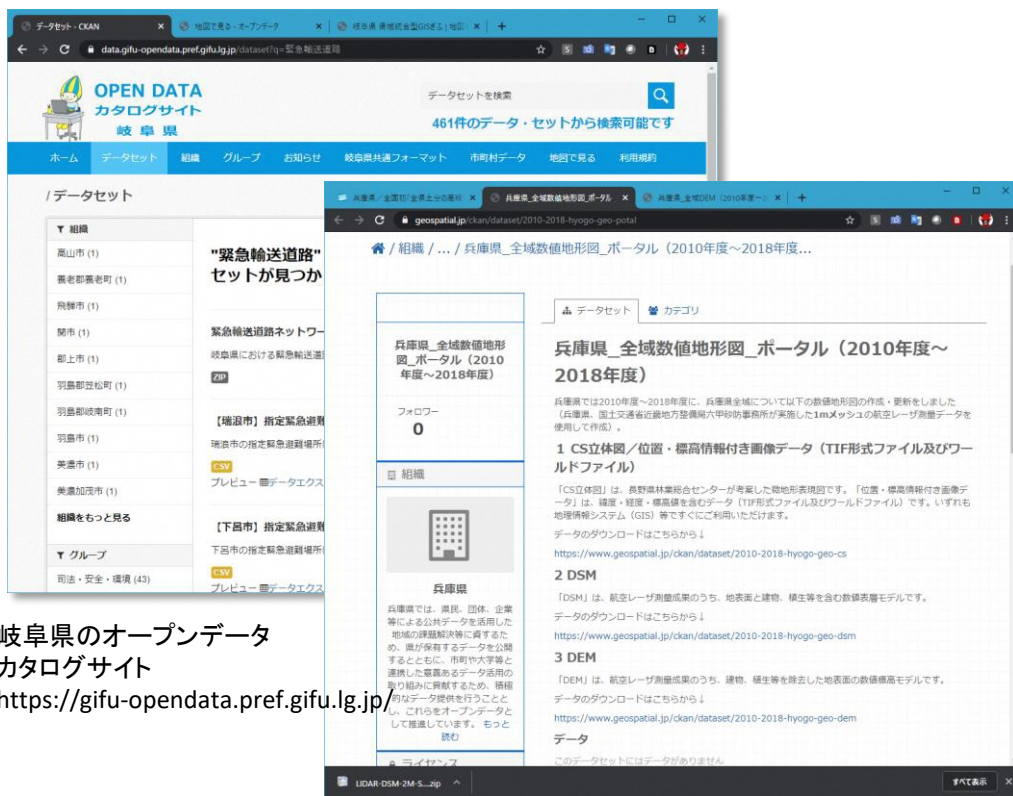 データセット - CKAN
地図で見る - オープンデータ
岐阜県 県域統合型GISぎふ | 地図
data.gifu-opendata.pref.gifu.lg.jp/dataset?q=緊急輸送道路
OPEN DATA
カタログサイト
岐阜県
データセットを検索
461件のデータ・セットから検索可能です
ホーム データセット 組織 グループ お知らせ 岐阜県共通フォーマット 市町村データ 地図で見る 利用規約
/ データセット
組織
高山市 (1)
養老郡養老町 (1)
飛騨市 (1)
関市 (1)
郡上市 (1)
羽島郡笠松町 (1)
羽島郡岐南町 (1)
羽島市 (1)
美濃市 (1)
美濃加茂市 (1)
組織をもっと見る
グループ
司法・安全・環境 (43)
"緊急輸送道路"
セットが見つか
緊急輸送道路ネットワー
岐阜県における緊急輸送道
ZIP
【瑞浪市】指定緊急避難
瑞浪市の指定緊急避難場所
CSV
プレビュー データエクス
【下呂市】指定緊急避難
下呂市の指定緊急避難場所
CSV
プレビュー データエクス
兵庫県_全域数値地形図_ポータル
兵庫県_全域DEM（2010年度～
geospatial.jp/ckan/dataset/2010-2018-hyogo-geo-potal
/ 組織 / ... / 兵庫県_全域数値地形図_ポータル（2010年度～2018年度...
兵庫県_全域数値地形
図_ポータル（2010
年度～2018年度）
フォロワー
0
組織
兵庫県
兵庫県では、県民、団体、企業
等による公共データを活用した
地域の課題解決等に資するた
め、県が保有するデータを公開
するとともに、市町や大学等と
連携した意義あるデータ活用の
取り組みに貢献するため、積極
的なデータ提供を行うことと
し、これらをオープンデータと
して推進しています。 もっと
読む
ライセンス
データセット カテゴリ
兵庫県_全域数値地形図_ポータル（2010年度～
2018年度）
兵庫県では2010年度～2018年度に、兵庫県全域について以下の数値地形図の作成・更新をしました
（兵庫県、国土交通省近畿地方整備局六甲砂防事務所が実施した1mメッシュの航空レーザ測量データを
使用して作成）。
1 CS立体図／位置・標高情報付き画像データ（TIF形式ファイル及びワー
ルドファイル）
「CS立体図」は、長野県林業総合センターが考案した微地形表現図です。「位置・標高情報付き画像デ
ータ」は、緯度・経度・標高値を含むデータ（TIF形式ファイル及びワールドファイル）です。いずれも
地理情報システム（GIS）等ですぐにご利用いただけます。
データのダウンロードはこちらから↓
https://www.geospatial.jp/ckan/dataset/2010-2018-hyogo-geo-cs
2 DSM
「DSM」は、航空レーザ測量成果のうち、地表面と建物、植生等を含む数値表層モデルです。
データのダウンロードはこちらから↓
https://www.geospatial.jp/ckan/dataset/2010-2018-hyogo-geo-dsm
3 DEM
「DEM」は、航空レーザ測量成果のうち、建物、植生等を除去した地表面の数値標高モデルです。
データのダウンロードはこちらから↓
https://www.geospatial.jp/ckan/dataset/2010-2018-hyogo-geo-dem
データ
このデータセットにはデータがありません
LIDAR-DSM-2M-S....zip
すべて表示
岐阜県のオープンデータ
カタログサイト
https://gifu-opendata.pref.gifu.lg.jp/